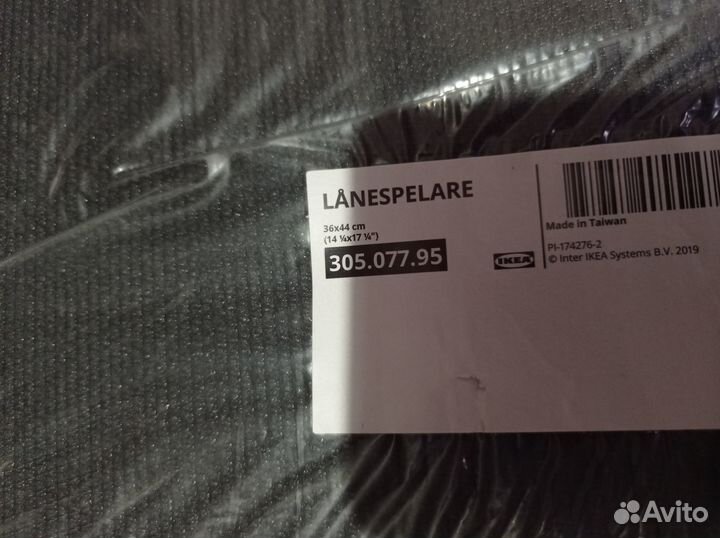 LÅNESPELARE
36x44 cm
(14 ¼x17 ¼")
305.077.95
IKEA
Made in Taiwan
PI-174276-2
© Inter IKEA Systems B.V. 2019
Avito